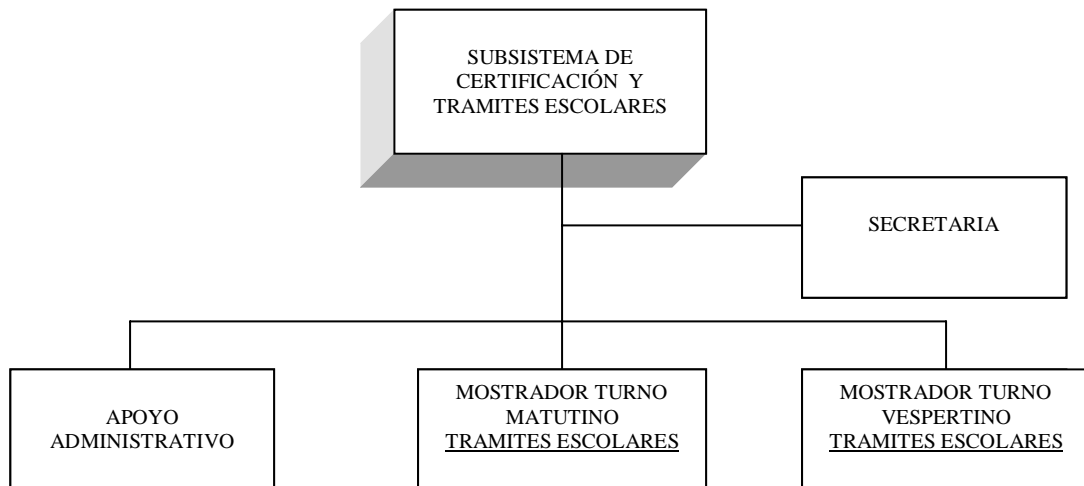 SUBSISTEMA DE
CERTIFICACIÓN Y
TRAMITES ESCOLARES
SECRETARIA
APOYO
ADMINISTRATIVO
MOSTRADOR TURNO
MATUTINO
TRAMITES ESCOLARES
MOSTRADOR TURNO
VESPERTINO
TRAMITES ESCOLARES